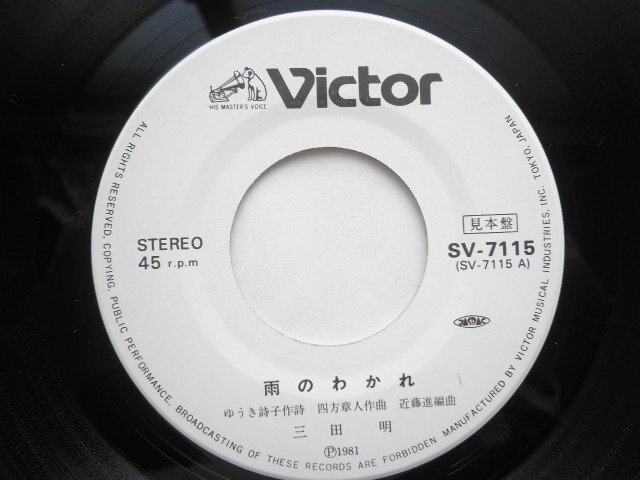 Victor
HIS MASTER'S VOICE
STEREO
45 r.p.m
見本盤
SV-7115
(SV-7115 A)
JASRAC
雨のわかれ
ゆうき詩子作詩 四方章人作曲 近藤進編曲
三田明
Ⓟ1981
ALL RIGHTS RESERVED, COPYING, PUBLIC PERFORMANCE, BROADCASTING OF THESE RECORDS ARE FORBIDDEN MANUFACTURED BY VICTOR MUSICAL INDUSTRIES, INC. TOKYO, JAPAN